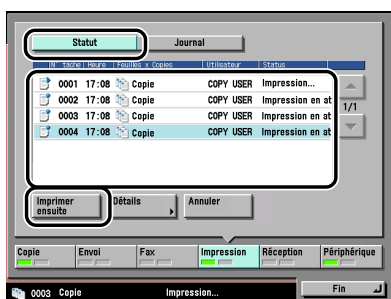 Statut Journal
N° tâche Heure Feuilles x Copies Utilisateur Status
0001 17:08 Copie COPY USER Impression...
0002 17:08 Copie COPY USER Impression en at
0003 17:08 Copie COPY USER Impression en at
0004 17:08 Copie COPY USER Impression en at
1/1
Imprimer ensuite Détails Annuler
Copie Envoi Fax Impression Réception Périphérique
0003 Copie Impression... Fin